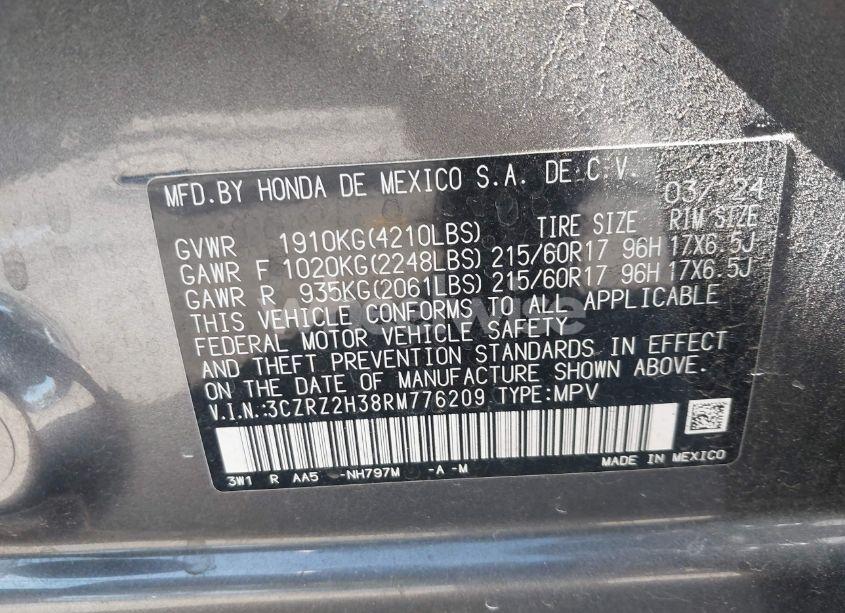 MFD.BY HONDA DE MEXICO S.A. DE C.V. 03/24
TIRE SIZE RIM SIZE
GVWR 1910KG(4210LBS)
GAWR F 1020KG(2248LBS) 215/60R17 96H 17X6.5J
GAWR R 935KG(2061LBS) 215/60R17 96H 17X6.5J
THIS VEHICLE CONFORMS TO ALL APPLICABLE
FEDERAL MOTOR VEHICLE SAFETY
AND THEFT PREVENTION STANDARDS IN EFFECT
ON THE DATE OF MANUFACTURE SHOWN ABOVE.
V.I.N.:3CZRZ2H38RM776209 TYPE:MPV
3W1 R AA5 -NH797M -A -M MADE IN MEXICO